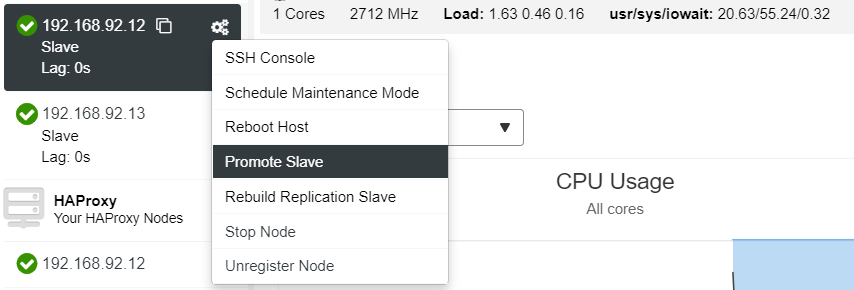 192.168.92.12
Slave
Lag: 0s
192.168.92.13
Slave
Lag: 0s
HAProxy
Your HAProxy Nodes
192.168.92.12
SSH Console
Schedule Maintenance Mode
Reboot Host
Promote Slave
Rebuild Replication Slave
Stop Node
Unregister Node
1 Cores 2712 MHz Load: 1.63 0.46 0.16 usr/sys/iowait: 20.63/55.24/0.32
CPU Usage
All cores